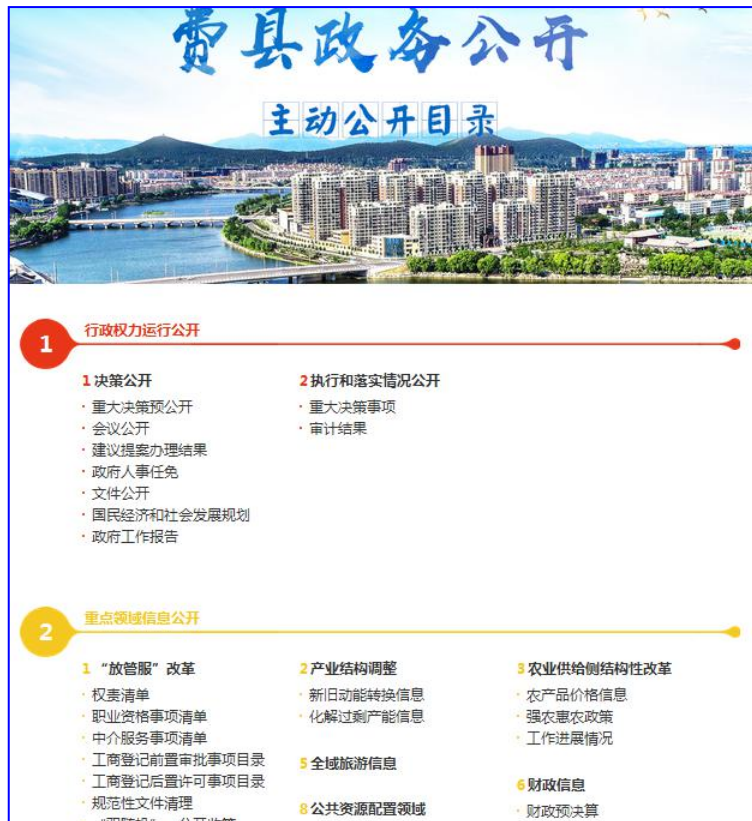 费县政务公开
主动公开目录
1
行政权力运行公开
1 决策公开
· 重大决策预公开
· 会议公开
· 建议提案办理结果
· 政府人事任免
· 文件公开
· 国民经济和社会发展规划
· 政府工作报告
2 执行和落实情况公开
· 重大决策事项
· 审计结果
2
重点领域信息公开
1 “放管服”改革
· 权责清单
· 职业资格事项清单
· 中介服务事项清单
· 工商登记前置审批事项目录
· 工商登记后置许可事项目录
· 规范性文件清理
2 产业结构调整
· 新旧动能转换信息
· 化解过剩产能信息
3 农业供给侧结构性改革
· 农产品价格信息
· 强农惠农政策
· 工作进展情况
5 全域旅游信息
6 财政信息
· 财政预决算
8 公共资源配置领域